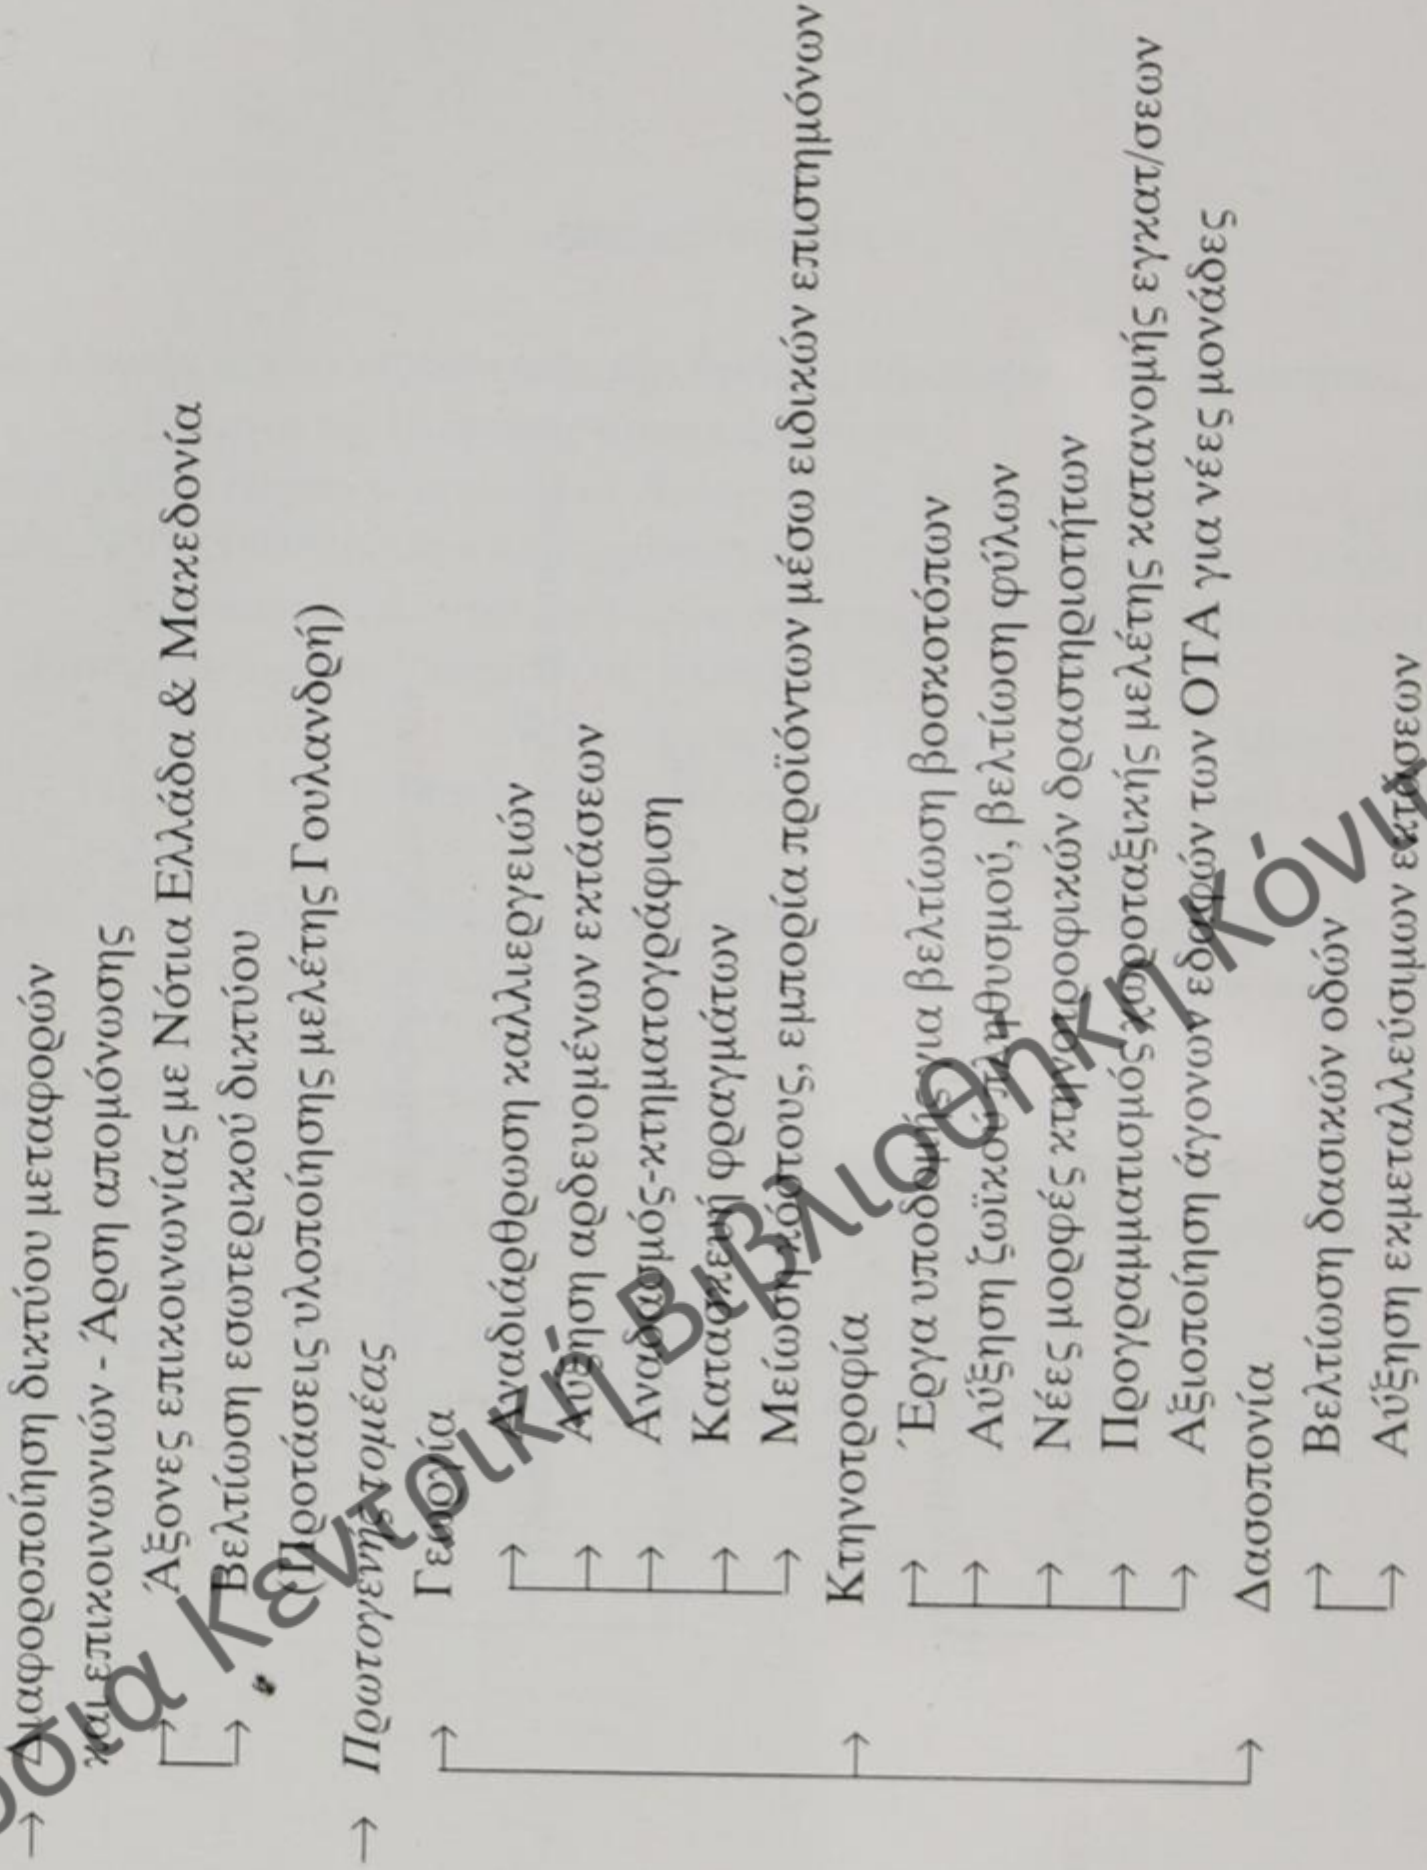 → Διαφοροποίηση δικτύου μεταφορών
και επικοινωνιών - Άρση απομόνωσης
→ Άξονες επικοινωνίας με Νότια Ελλάδα & Μακεδονία
→ Βελτίωση εσωτερικού δικτύου
(Προτάσεις υλοποίησης μελέτης Γουλανδρή)
→ Πρωτογενής τομέας
→ Γεωργία
→ Αναδιάρθρωση καλλιεργειών
→ Αύξηση αρδευομένων εκτάσεων
→ Αναδασμός-κτηματογράφιση
→ Κατασκευή φραγμάτων
→ Μείωση κόστους, εμπορία προϊόντων μέσω ειδικών επιστημόνων
→ Κτηνοτροφία
→ Έργα υποδομής για βελτίωση βοσκοτόπων
→ Αύξηση ζωϊκού πληθυσμού, βελτίωση φύλων
→ Νέες μορφές κτηνοτροφικών δραστηριοτήτων
→ Προγραμματισμός χωροταξικής μελέτης κατανομής εγκατ/σεων
→ Αξιοποίηση άγονων εδαφών των ΟΤΑ για νέες μονάδες
→ Δασοπονία
→ Βελτίωση δασικών οδών
→ Αύξηση εκμεταλλεύσιμων εκτάσεων
Κεντρική Βιβλιοθήκη